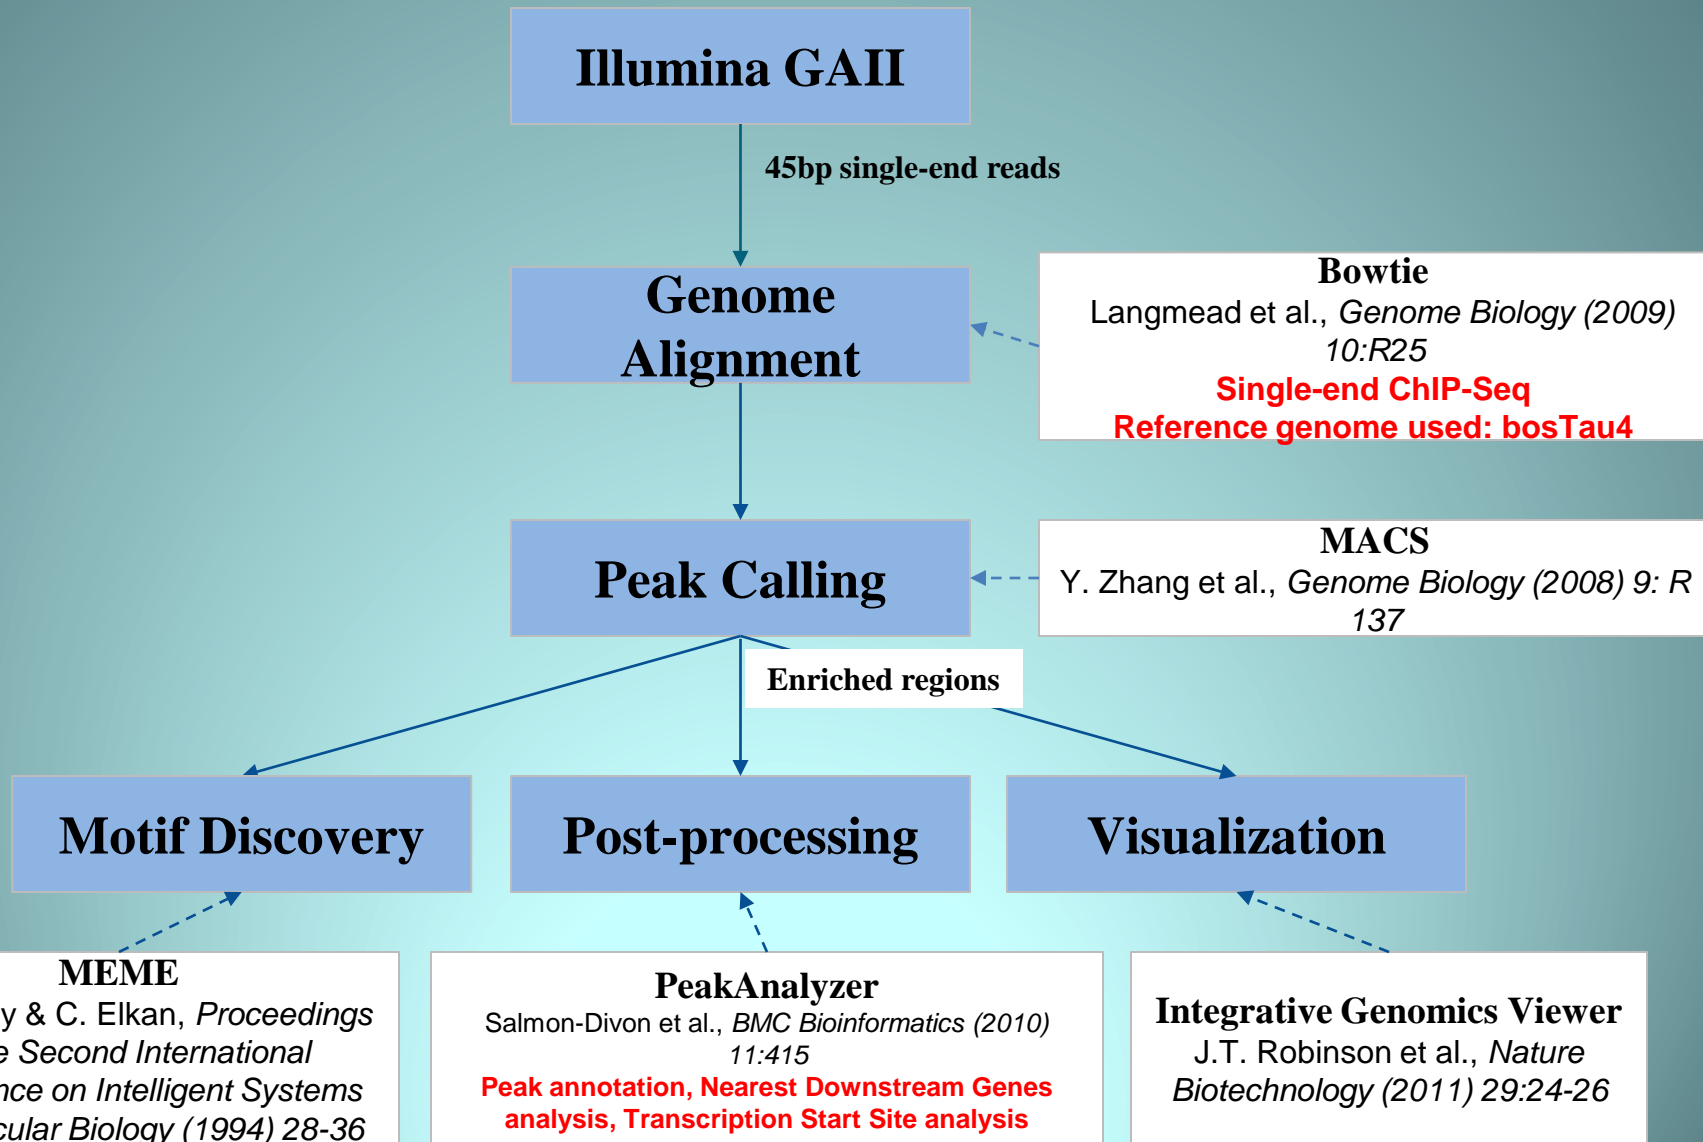 Illumina GAII
45bp single-end reads
Genome
Alignment
Bowtie
Langmead et al., Genome Biology (2009)
10:R25
Single-end ChIP-Seq
Reference genome used: bosTau4
Peak Calling
MACS
Y. Zhang et al., Genome Biology (2008) 9: R
137
Enriched regions
Motif Discovery
Post-processing
Visualization
MEME
& C. Elkan, Proceedings
Second International
on Intelligent Systems
Biology (1994) 28-36
PeakAnalyzer
Salmon-Divon et al., BMC Bioinformatics (2010)
11:415
Peak annotation, Nearest Downstream Genes
analysis, Transcription Start Site analysis
Integrative Genomics Viewer
J.T. Robinson et al., Nature
Biotechnology (2011) 29:24-26